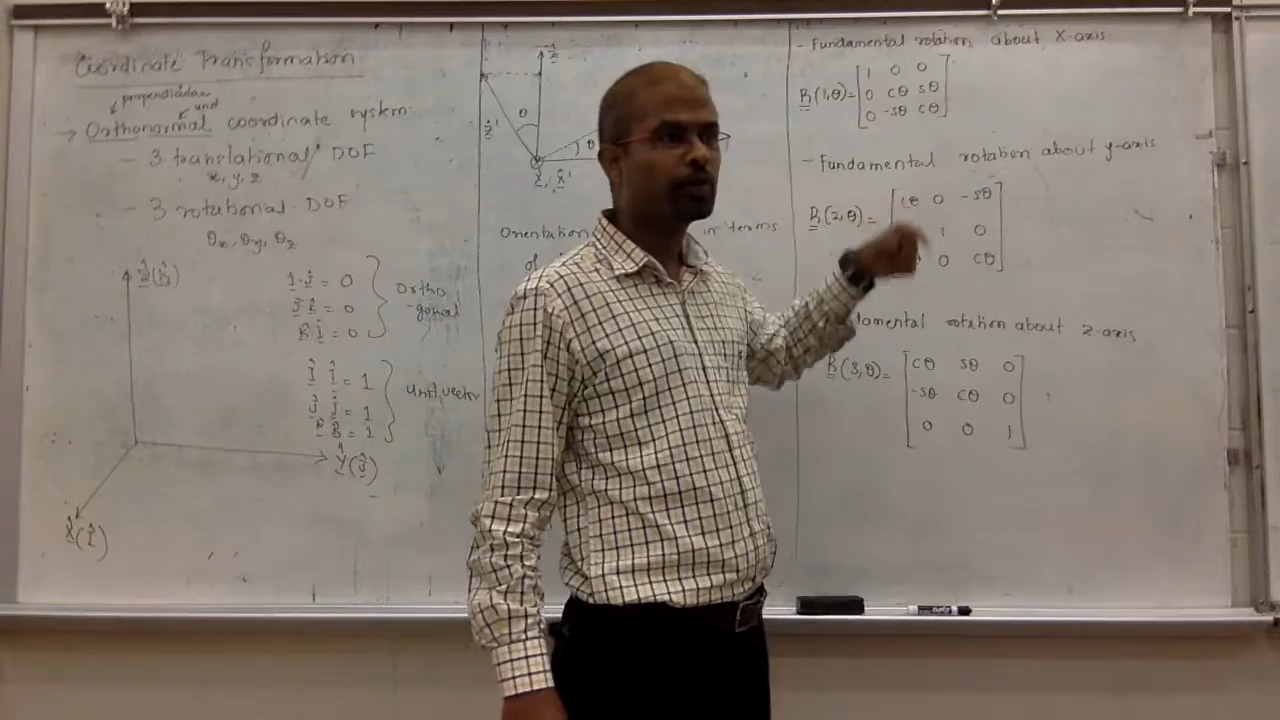 Coordinate Transformation
perpendicular
unit
→ Orthonormal coordinate system
- 3 translational DOF
x, y, z
- 3 rotational DOF
θx, θy, θz
Ẑ(k̂)
î·ĵ = 0
ĵ·k̂ = 0
k̂·î = 0
Ortho
-gonal
î·î = 1
ĵ·ĵ = 1
k̂·k̂ = 1
unit vector
Ŷ(ĵ)
X̂(î)
Ẑ
Ẑ'
θ
θ
X̂, X̂'
Orientation in terms
of
- Fundamental rotation about X-axis
R(1,θ)= [1 0 0
0 cθ sθ
0 -sθ cθ]
- Fundamental rotation about y-axis
R(2,θ)= [cθ 0 -sθ
1 0
0 cθ]
rotation about z-axis
R(3,θ)= [cθ sθ 0
-sθ cθ 0
0 0 1]